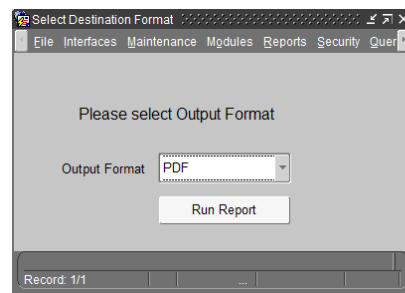 Select Destination Format
File Interfaces Maintenance Modules Reports Security Quer
Please select Output Format
Output Format PDF
Run Report
Record: 1/1 ...